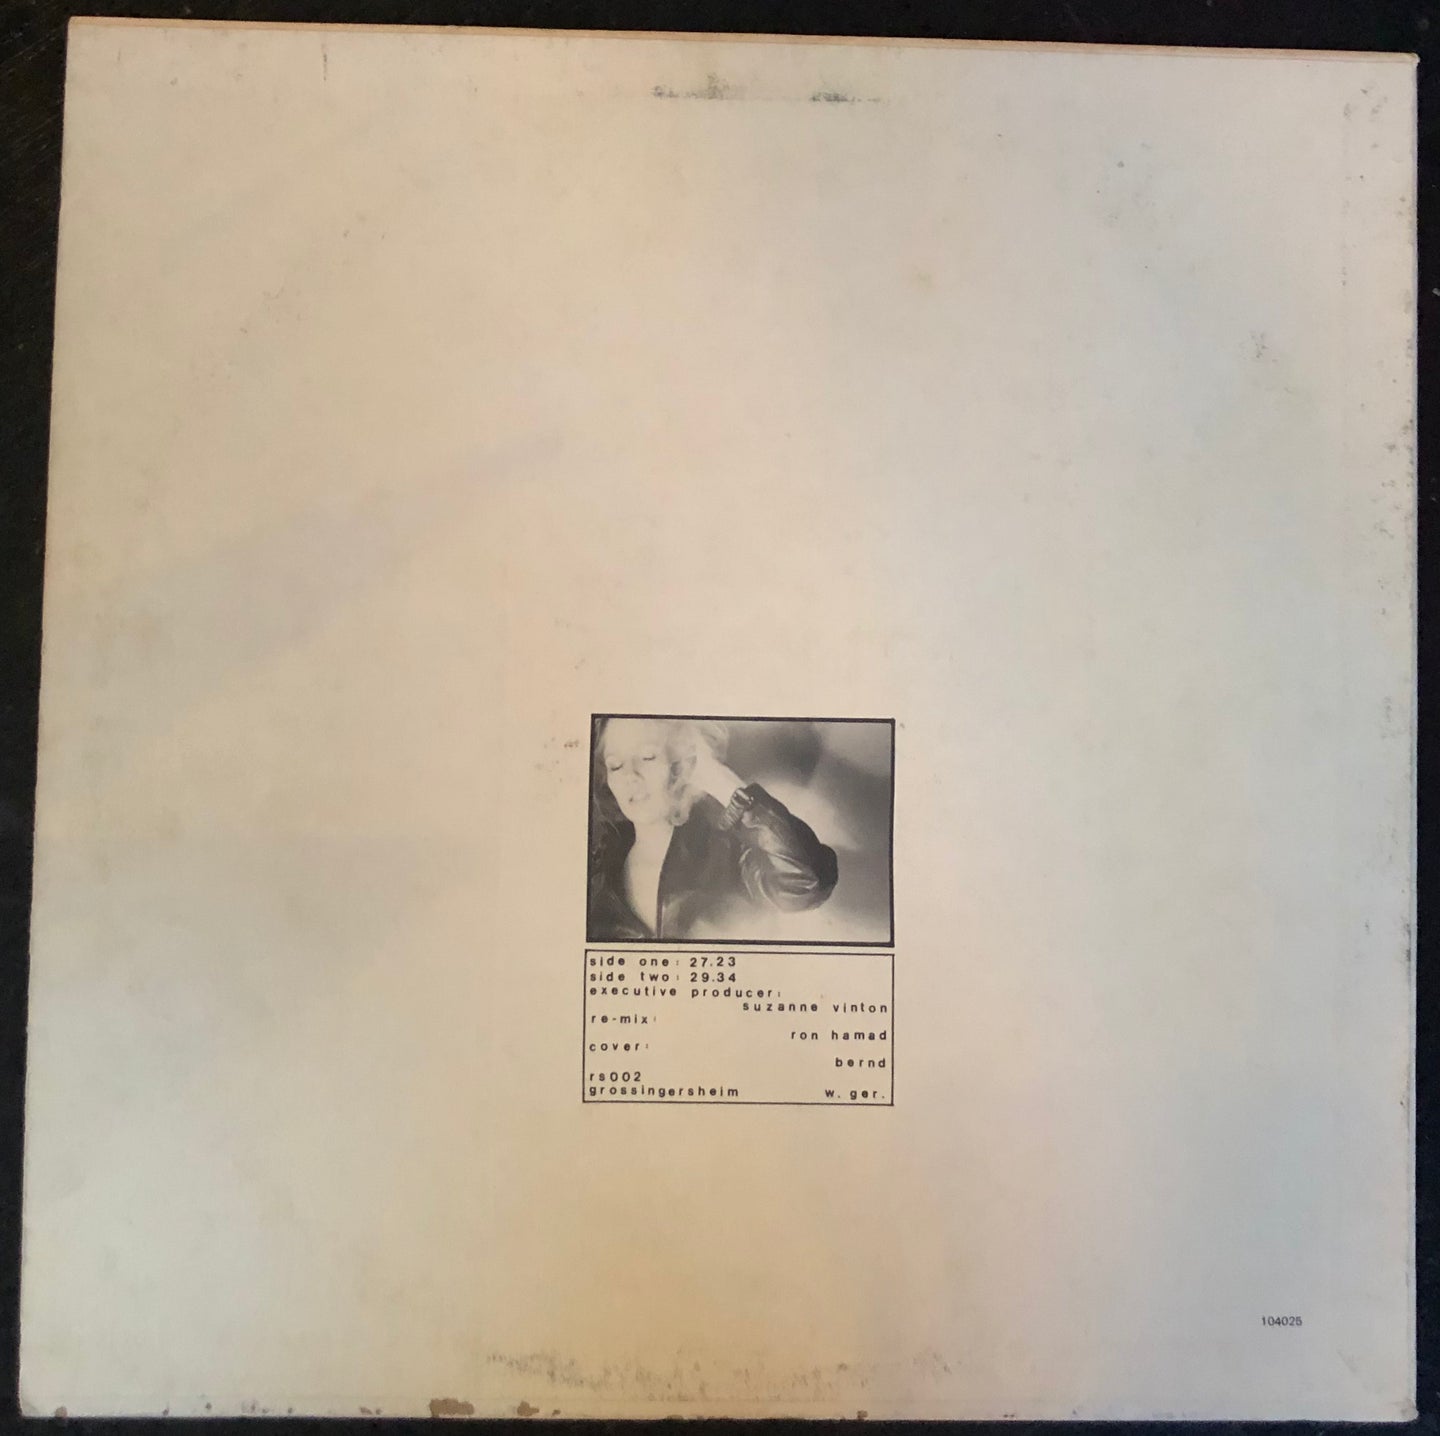 side one: 27.23
side two: 29.34
executive producer:
suzanne vinton
re-mix:
ron hamad
cover:
bernd
rs002
grossingersheim w. ger.
104025